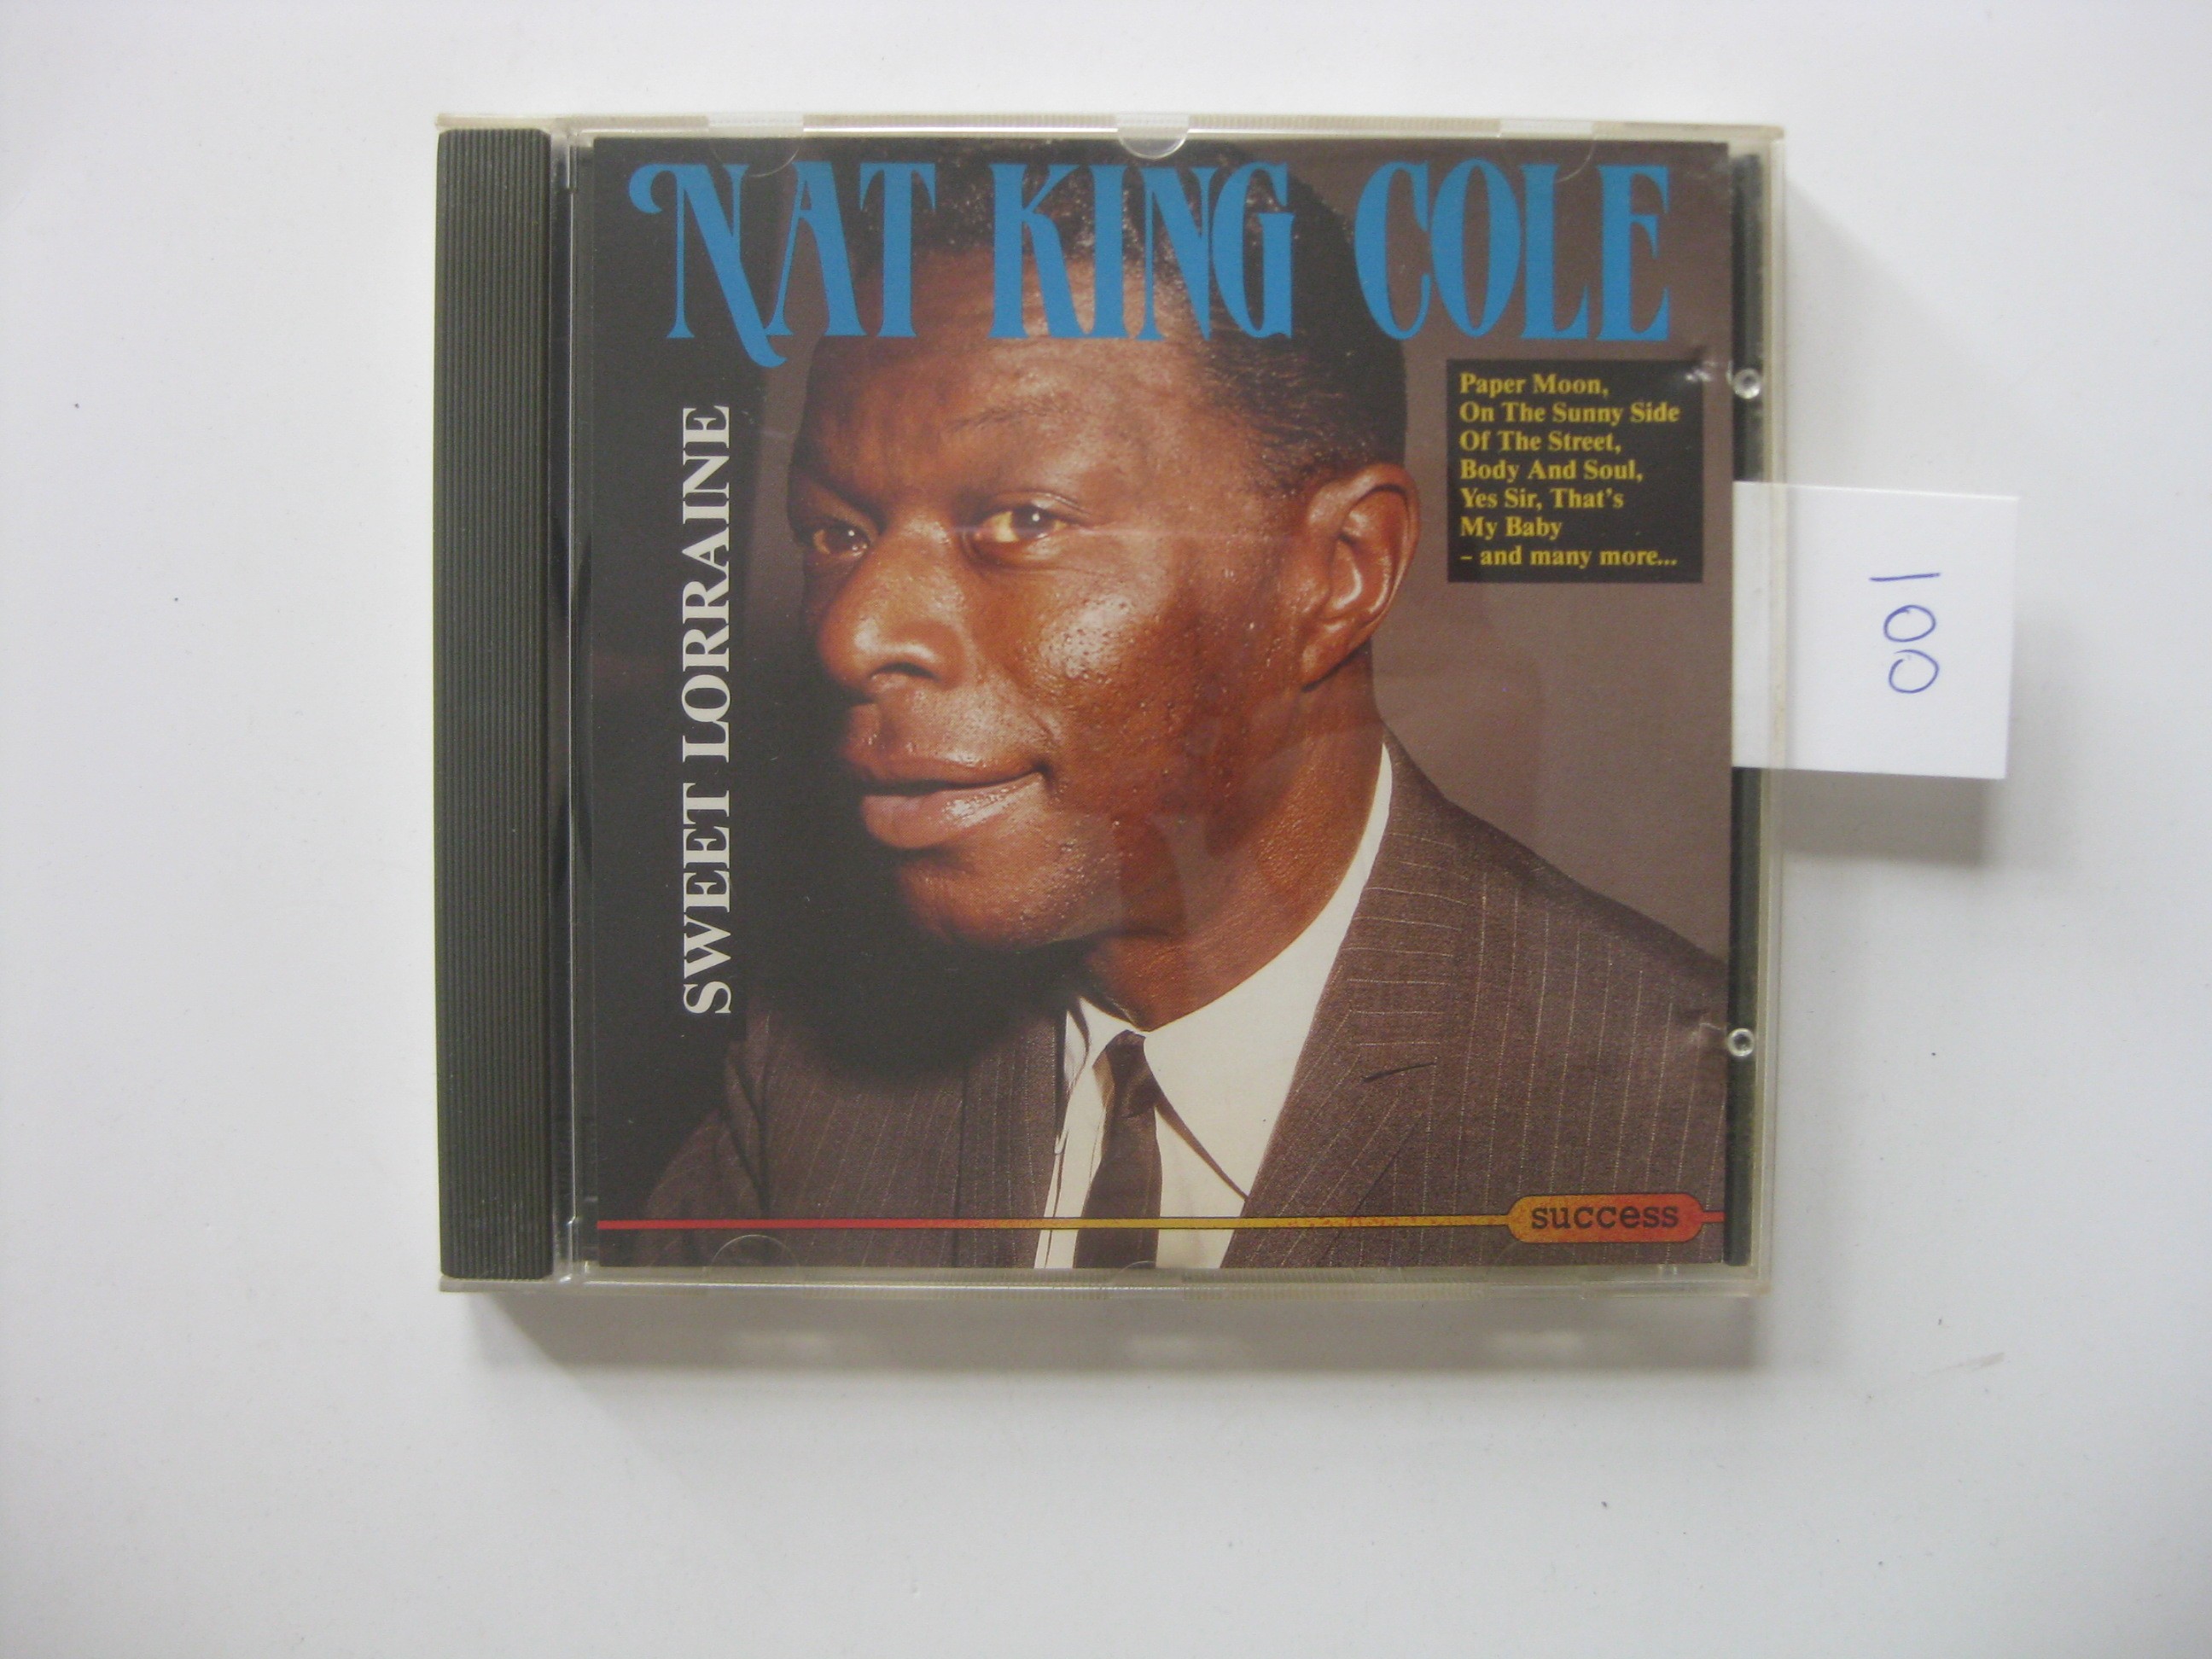 NAT KING COLE
SWEET LORRAINE
Paper Moon,
On The Sunny Side
Of The Street,
Body And Soul,
Yes Sir, That's
My Baby
– and many more...
001
success